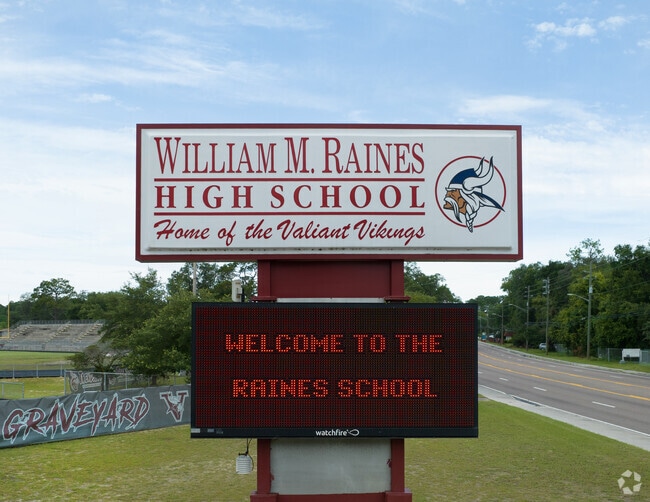 WILLIAM M. RAINES
HIGH SCHOOL
Home of the Valiant Vikings
WELCOME TO THE
RAINES SCHOOL
watchfire
GRAVEYARD V